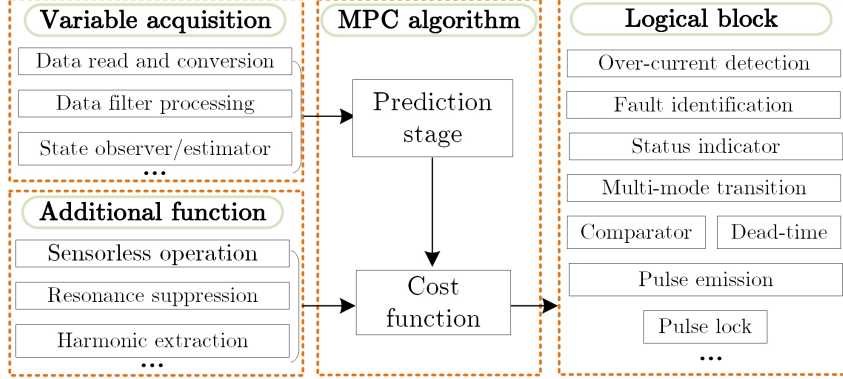 Variable acquisition
Data read and conversion
Data filter processing
State observer/estimator
...
Additional function
Sensorless operation
Resonance suppression
Harmonic extraction
...
MPC algorithm
Prediction
stage
Cost
function
Logical block
Over-current detection
Fault identification
Status indicator
Multi-mode transition
Comparator Dead-time
Pulse emission
Pulse lock
...